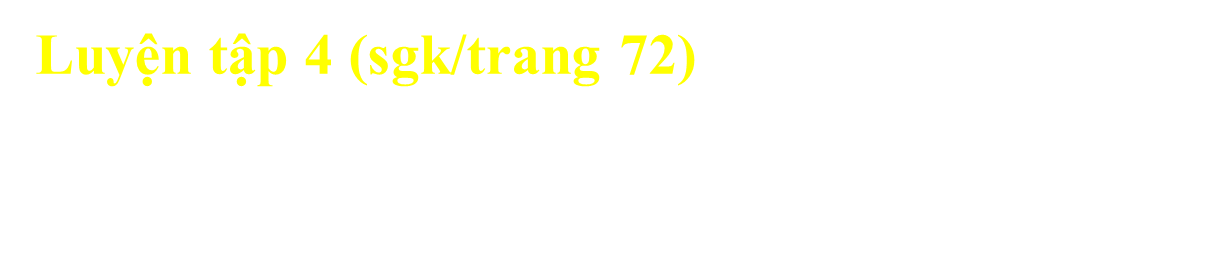 Luyện tập 4 (sgk/trang 72)